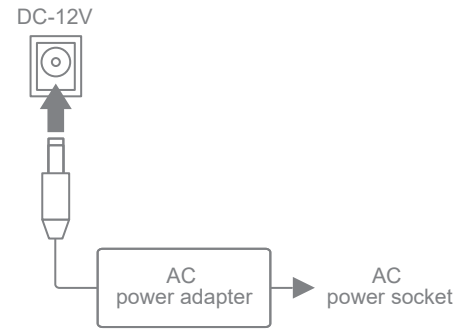 DC-12V
AC
power adapter
AC
power socket